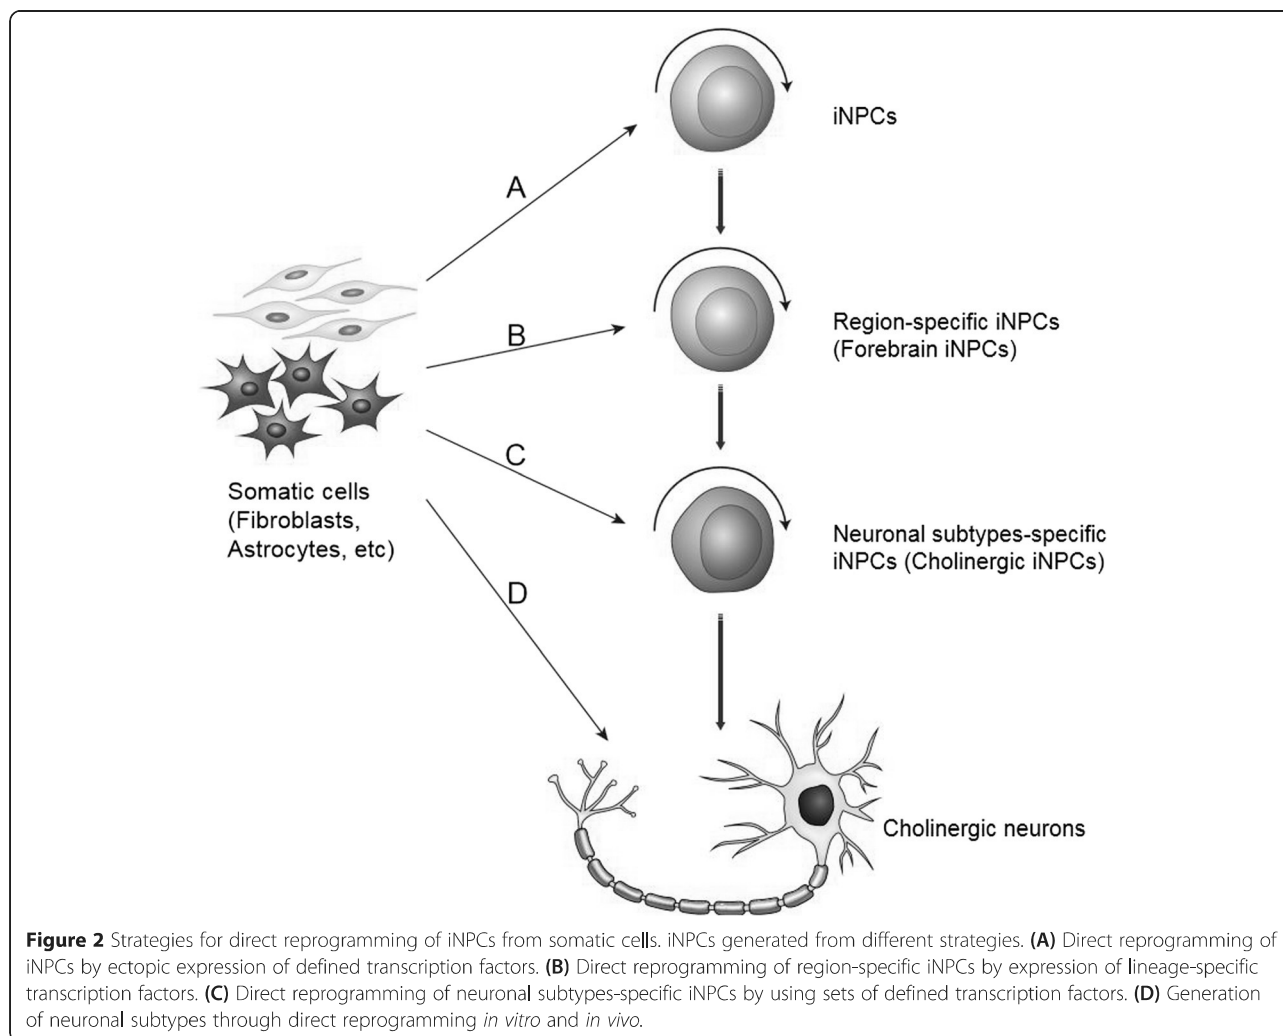 iNPCs
A
B
Region-specific iNPCs
(Forebrain iNPCs)
C
Somatic cells
(Fibroblasts,
Astrocytes, etc)
Neuronal subtypes-specific
iNPCs (Cholinergic iNPCs)
D
Cholinergic neurons
Figure 2 Strategies for direct reprogramming of iNPCs from somatic cells. iNPCs generated from different strategies. (A) Direct reprogramming of
iNPCs by ectopic expression of defined transcription factors. (B) Direct reprogramming of region-specific iNPCs by expression of lineage-specific
transcription factors. (C) Direct reprogramming of neuronal subtypes-specific iNPCs by using sets of defined transcription factors. (D) Generation
of neuronal subtypes through direct reprogramming in vitro and in vivo.